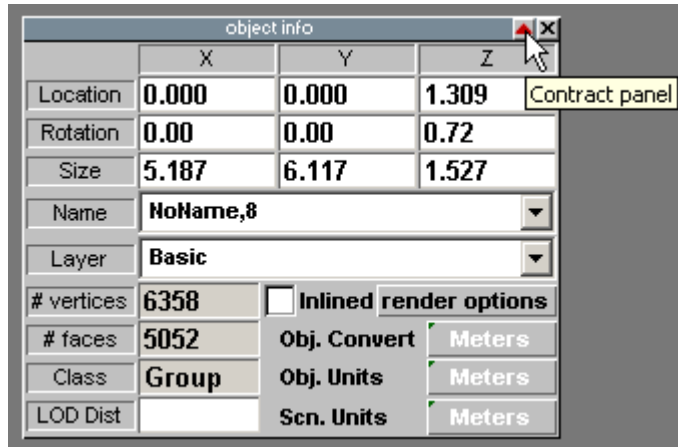 object info
X Y Z
Location 0.000 0.000 1.309
Contract panel
Rotation 0.00 0.00 0.72
Size 5.187 6.117 1.527
Name NoName,8
Layer Basic
# vertices 6358 Inlined render options
# faces 5052 Obj. Convert Meters
Class Group Obj. Units Meters
LOD Dist Scn. Units Meters